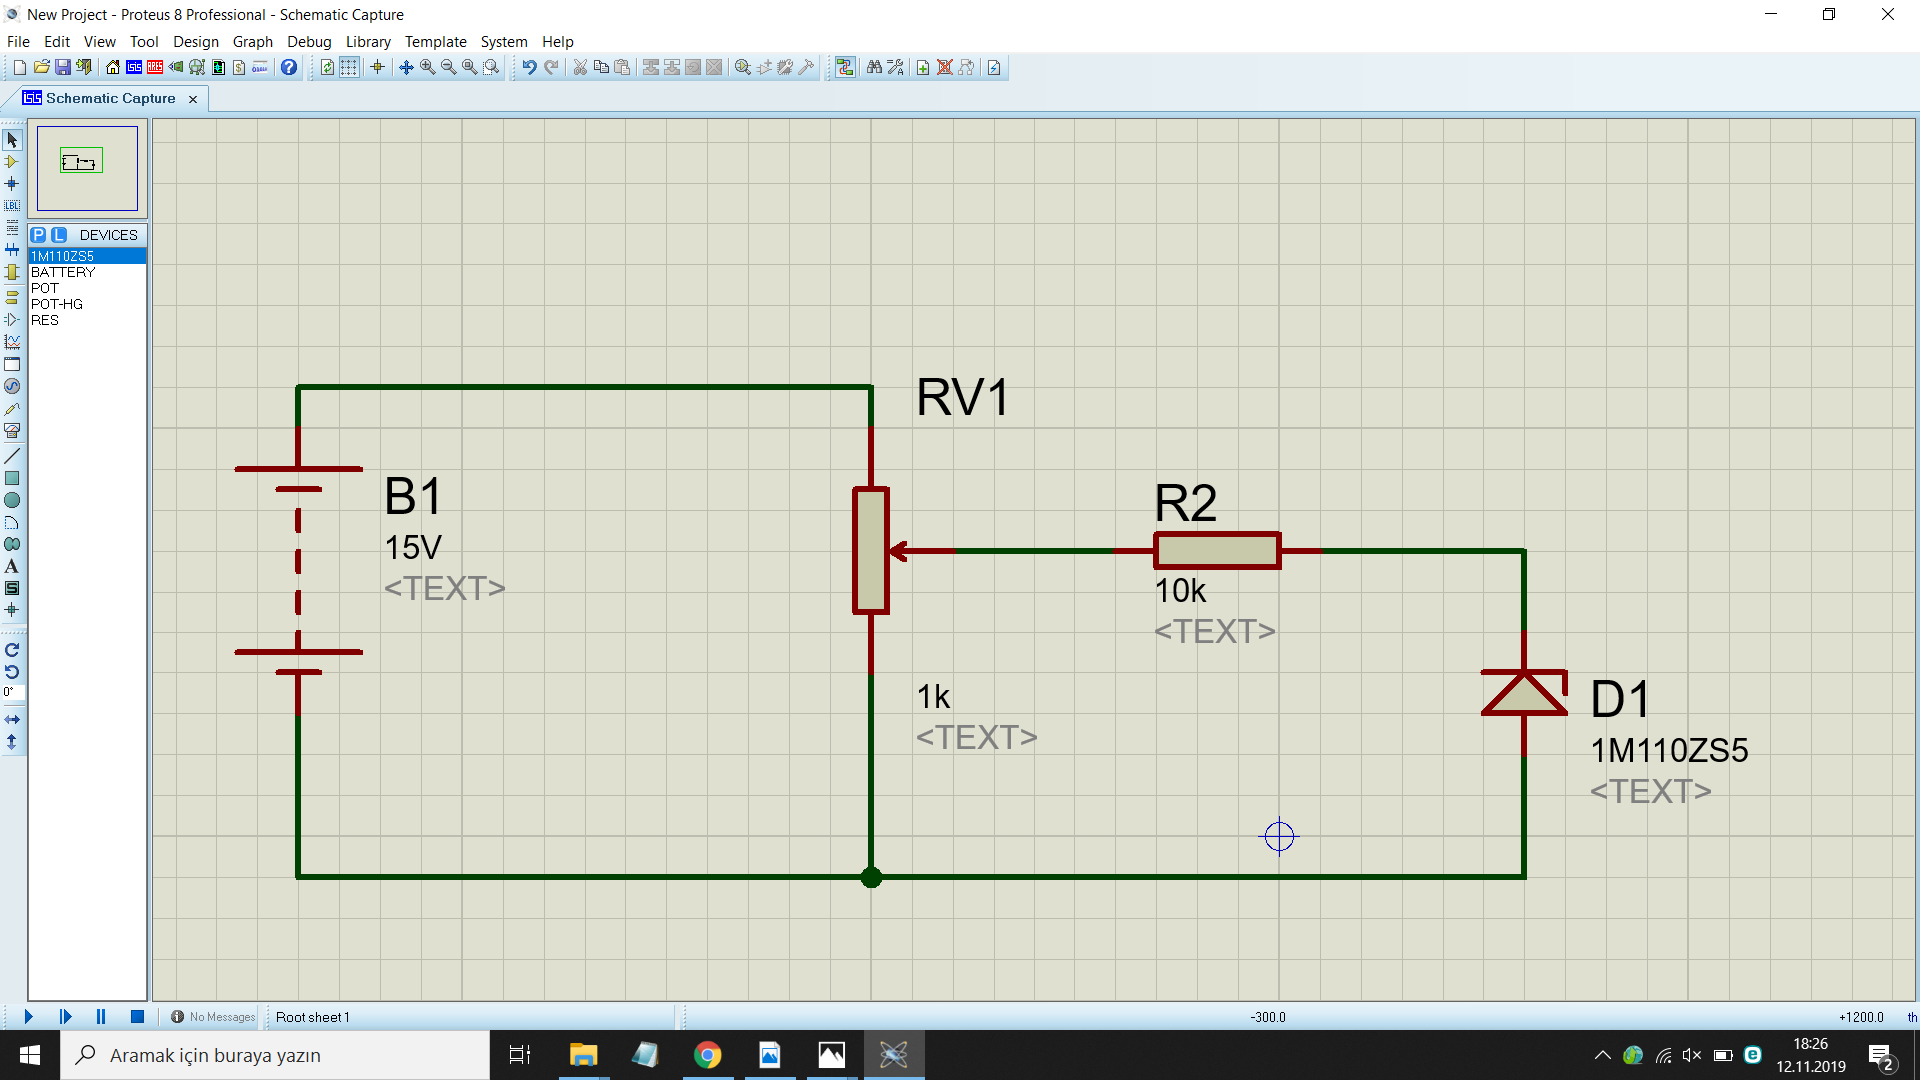 New Project - Proteus 8 Professional - Schematic Capture
File Edit View Tool Design Graph Debug Library Template System Help
Schematic Capture
P L DEVICES
1M110ZS5
BATTERY
POT
POT-HG
RES
LBL
A
S
0°
RV1
B1
15V
<TEXT>
R2
10k
<TEXT>
1k
<TEXT>
D1
1M110ZS5
<TEXT>
No Messages
Root sheet 1
-300.0
+1200.0
th
Aramak için buraya yazın
18:26
12.11.2019
2